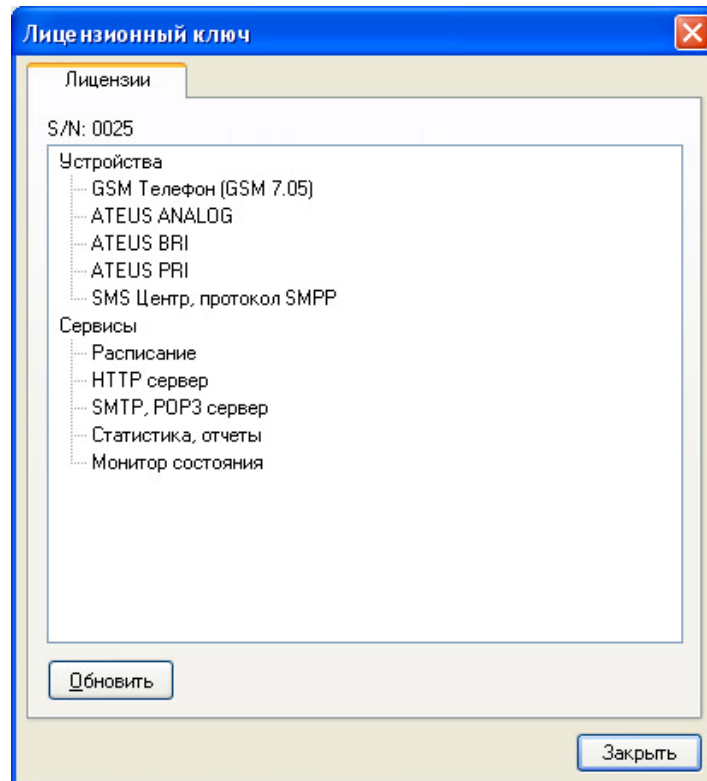 Лицензионный ключ
Лицензии
S/N: 0025
Устройства
GSM Телефон (GSM 7.05)
ATEUS ANALOG
ATEUS BRI
ATEUS PRI
SMS Центр, протокол SMPP
Сервисы
Расписание
HTTP сервер
SMTP, POP3 сервер
Статистика, отчеты
Монитор состояния
Обновить
Закрыть